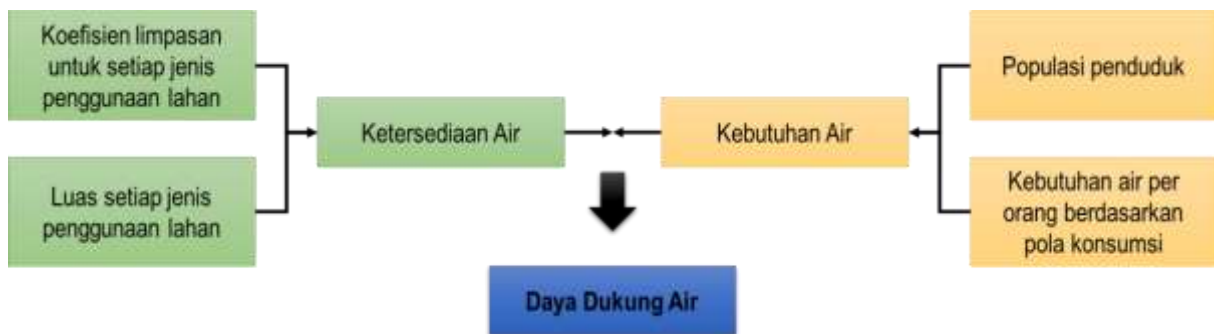 Koefisien limpasan
untuk setiap jenis
penggunaan lahan
Luas setiap jenis
penggunaan lahan
Ketersediaan Air
Kebutuhan Air
Populasi penduduk
Kebutuhan air per
orang berdasarkan
pola konsumsi
Daya Dukung Air